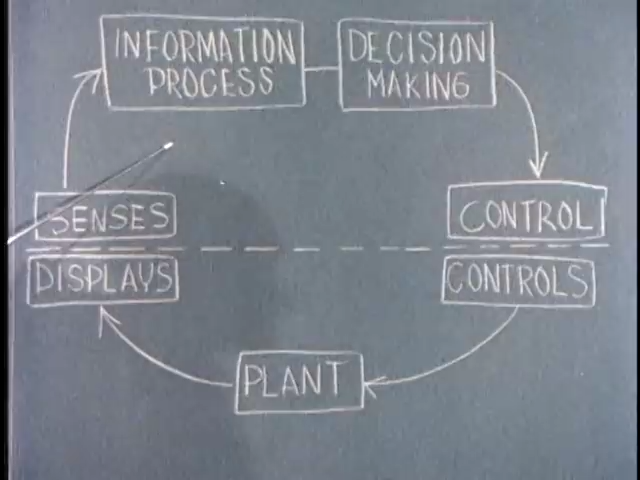 INFORMATION
PROCESS
DECISION
MAKING
SENSES
CONTROL
DISPLAYS
CONTROLS
PLANT